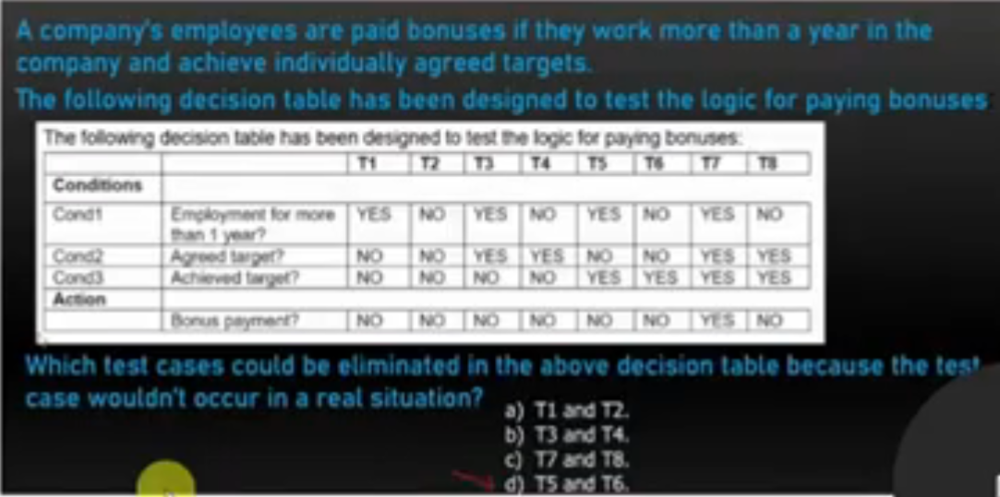 A company's employees are paid bonuses if they work more than a year in the
company and achieve individually agreed targets.
The following decision table has been designed to test the logic for paying bonuses
The following decision table has been designed to test the logic for paying bonuses:
T1 T2 T3 T4 T5 T6 T7 T8
Conditions
Cond1 Employment for more YES NO YES NO YES NO YES NO
than 1 year?
Cond2 Agreed target? NO NO YES YES NO NO YES YES
Cond3 Achieved target? NO NO NO NO YES YES YES YES
Action
Bonus payment? NO NO NO NO NO NO YES NO
Which test cases could be eliminated in the above decision table because the test
case wouldn't occur in a real situation?
a) T1 and T2.
b) T3 and T4.
c) T7 and T8.
d) T5 and T6.